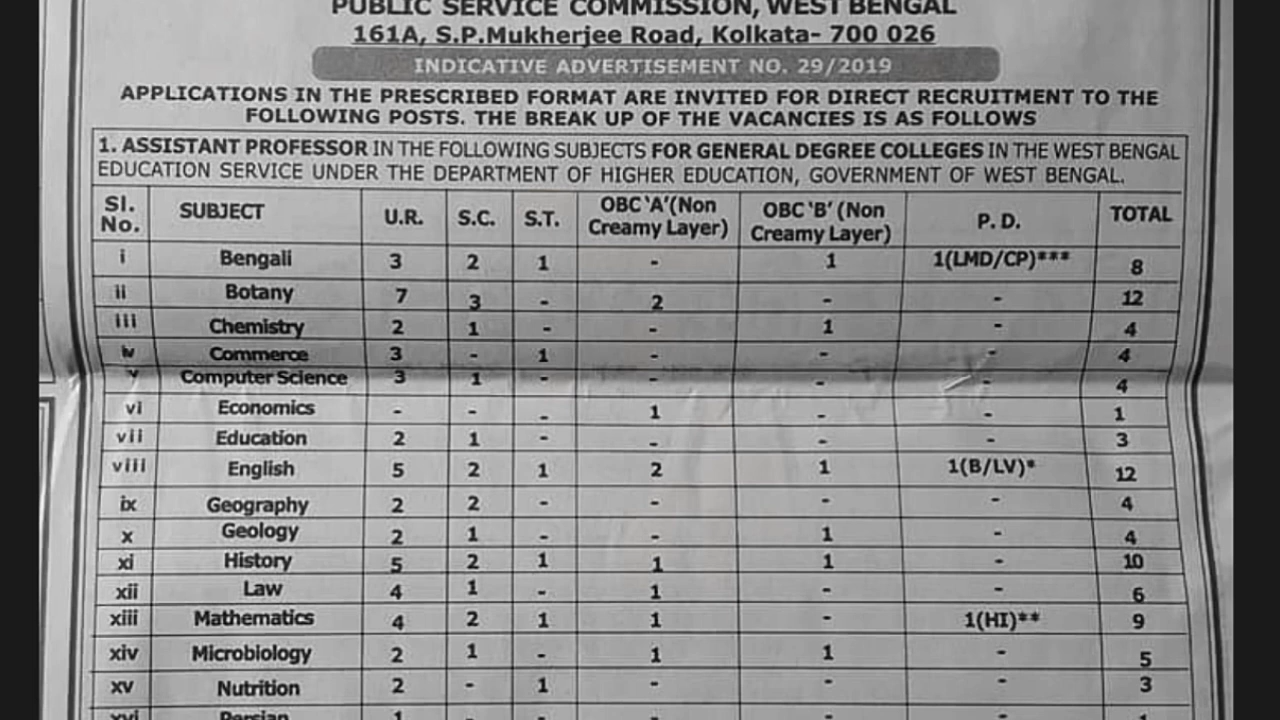 PUBLIC SERVICE COMMISSION, WEST BENGAL
161A, S.P.Mukherjee Road, Kolkata- 700 026
INDICATIVE ADVERTISEMENT NO. 29/2019
APPLICATIONS IN THE PRESCRIBED FORMAT ARE INVITED FOR DIRECT RECRUITMENT TO THE
FOLLOWING POSTS. THE BREAK UP OF THE VACANCIES IS AS FOLLOWS
1. ASSISTANT PROFESSOR IN THE FOLLOWING SUBJECTS FOR GENERAL DEGREE COLLEGES IN THE WEST BENGAL
EDUCATION SERVICE UNDER THE DEPARTMENT OF HIGHER EDUCATION, GOVERNMENT OF WEST BENGAL.
Sl. No. SUBJECT U.R. S.C. S.T. OBC 'A'(Non Creamy Layer) OBC 'B' (Non Creamy Layer) P. D. TOTAL
i Bengali 3 2 1 - 1 1(LMD/CP)*** 8
ii Botany 7 3 - 2 - - 12
iii Chemistry 2 1 - - 1 - 4
iv Commerce 3 - 1 - - - 4
v Computer Science 3 1 - - - - 4
vi Economics - - - 1 - - 1
vii Education 2 1 - - - - 3
viii English 5 2 1 2 1 1(B/LV)* 12
ix Geography 2 2 - - - - 4
x Geology 2 1 - - 1 - 4
xi History 5 2 1 1 1 - 10
xii Law 4 1 - 1 - - 6
xiii Mathematics 4 2 1 1 - 1(HI)** 9
xiv Microbiology 2 1 - 1 1 - 5
xv Nutrition 2 - 1 - - - 3
xvi Persian 1 - - - - - 1